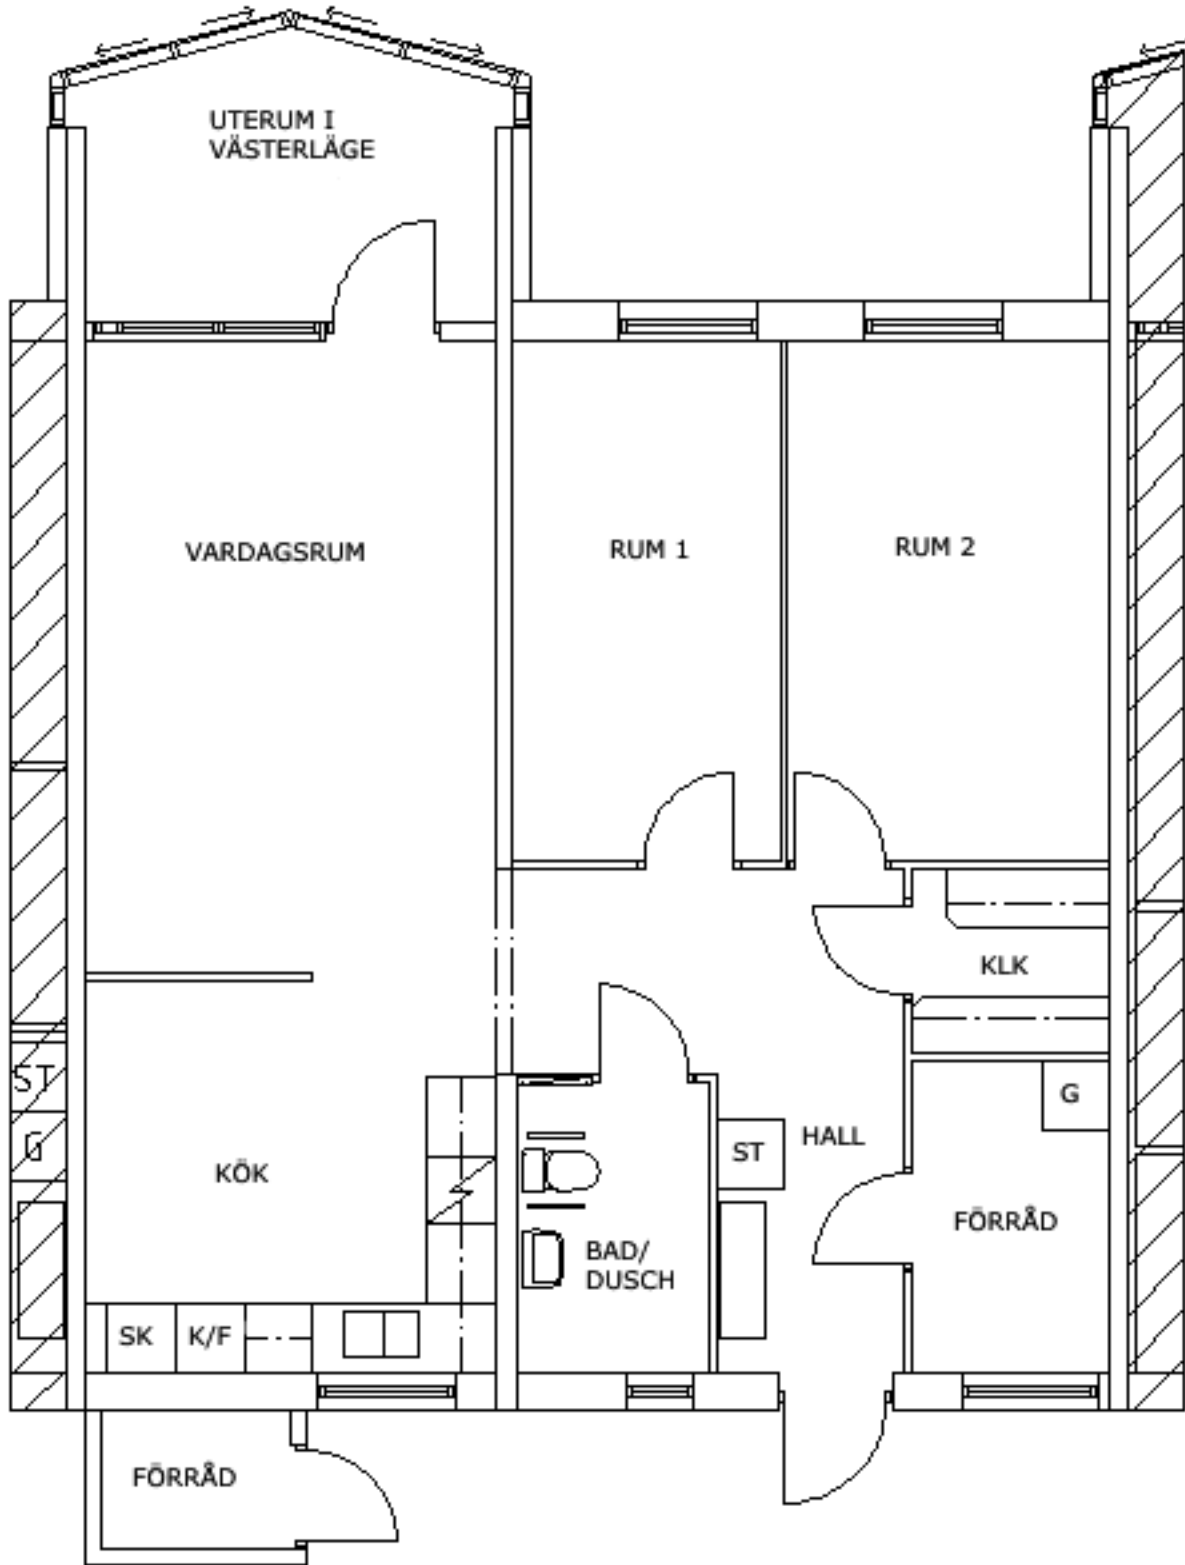 UTERUM I
VÄSTERLÄGE
VARDAGSRUM
RUM 1
RUM 2
KLK
ST
G
G
ST
HALL
KÖK
FÖRRÅD
BAD/
DUSCH
SK
K/F
FÖRRÅD